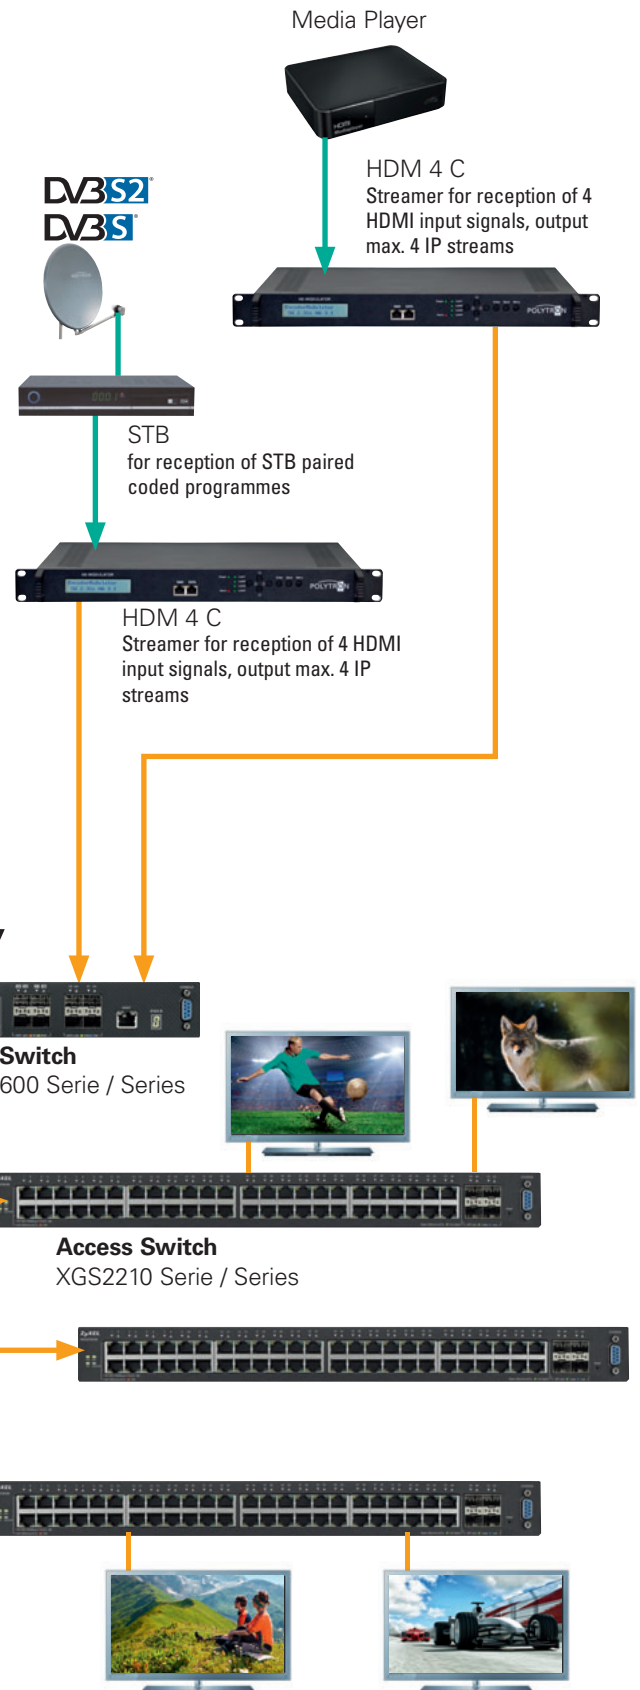 Media Player
HDM 4 C
Streamer for reception of 4
HDMI input signals, output
max. 4 IP streams
DVB S2
DVB S
POLYTRON
STB
for reception of STB paired
coded programmes
POLYTRON
HDM 4 C
Streamer for reception of 4 HDMI
input signals, output max. 4 IP
streams
Switch
600 Serie / Series
Access Switch
XGS2210 Serie / Series
ZyXEL